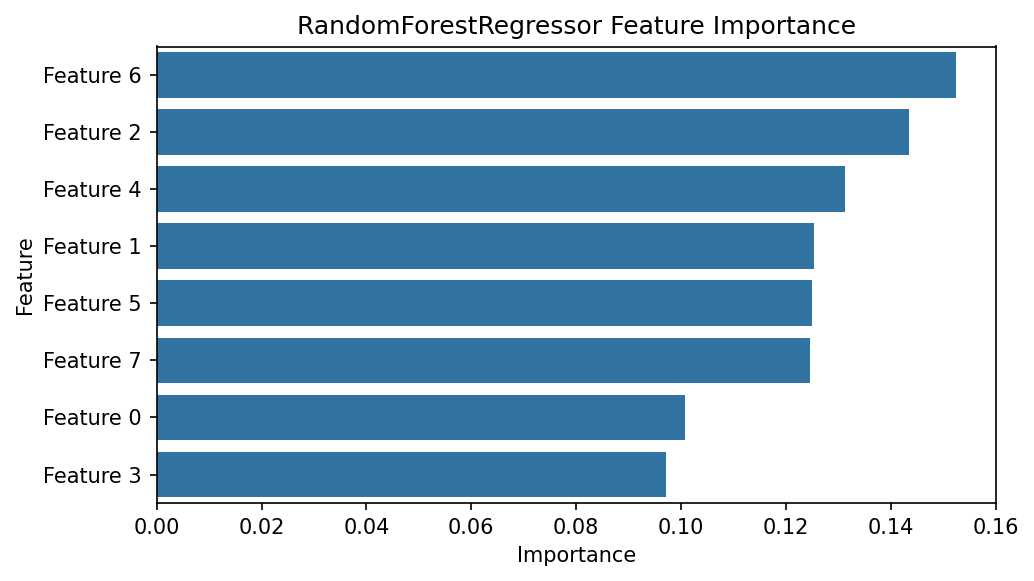 RandomForestRegressor Feature Importance
Feature
Feature 6
Feature 2
Feature 4
Feature 1
Feature 5
Feature 7
Feature 0
Feature 3
0.00 0.02 0.04 0.06 0.08 0.10 0.12 0.14 0.16
Importance